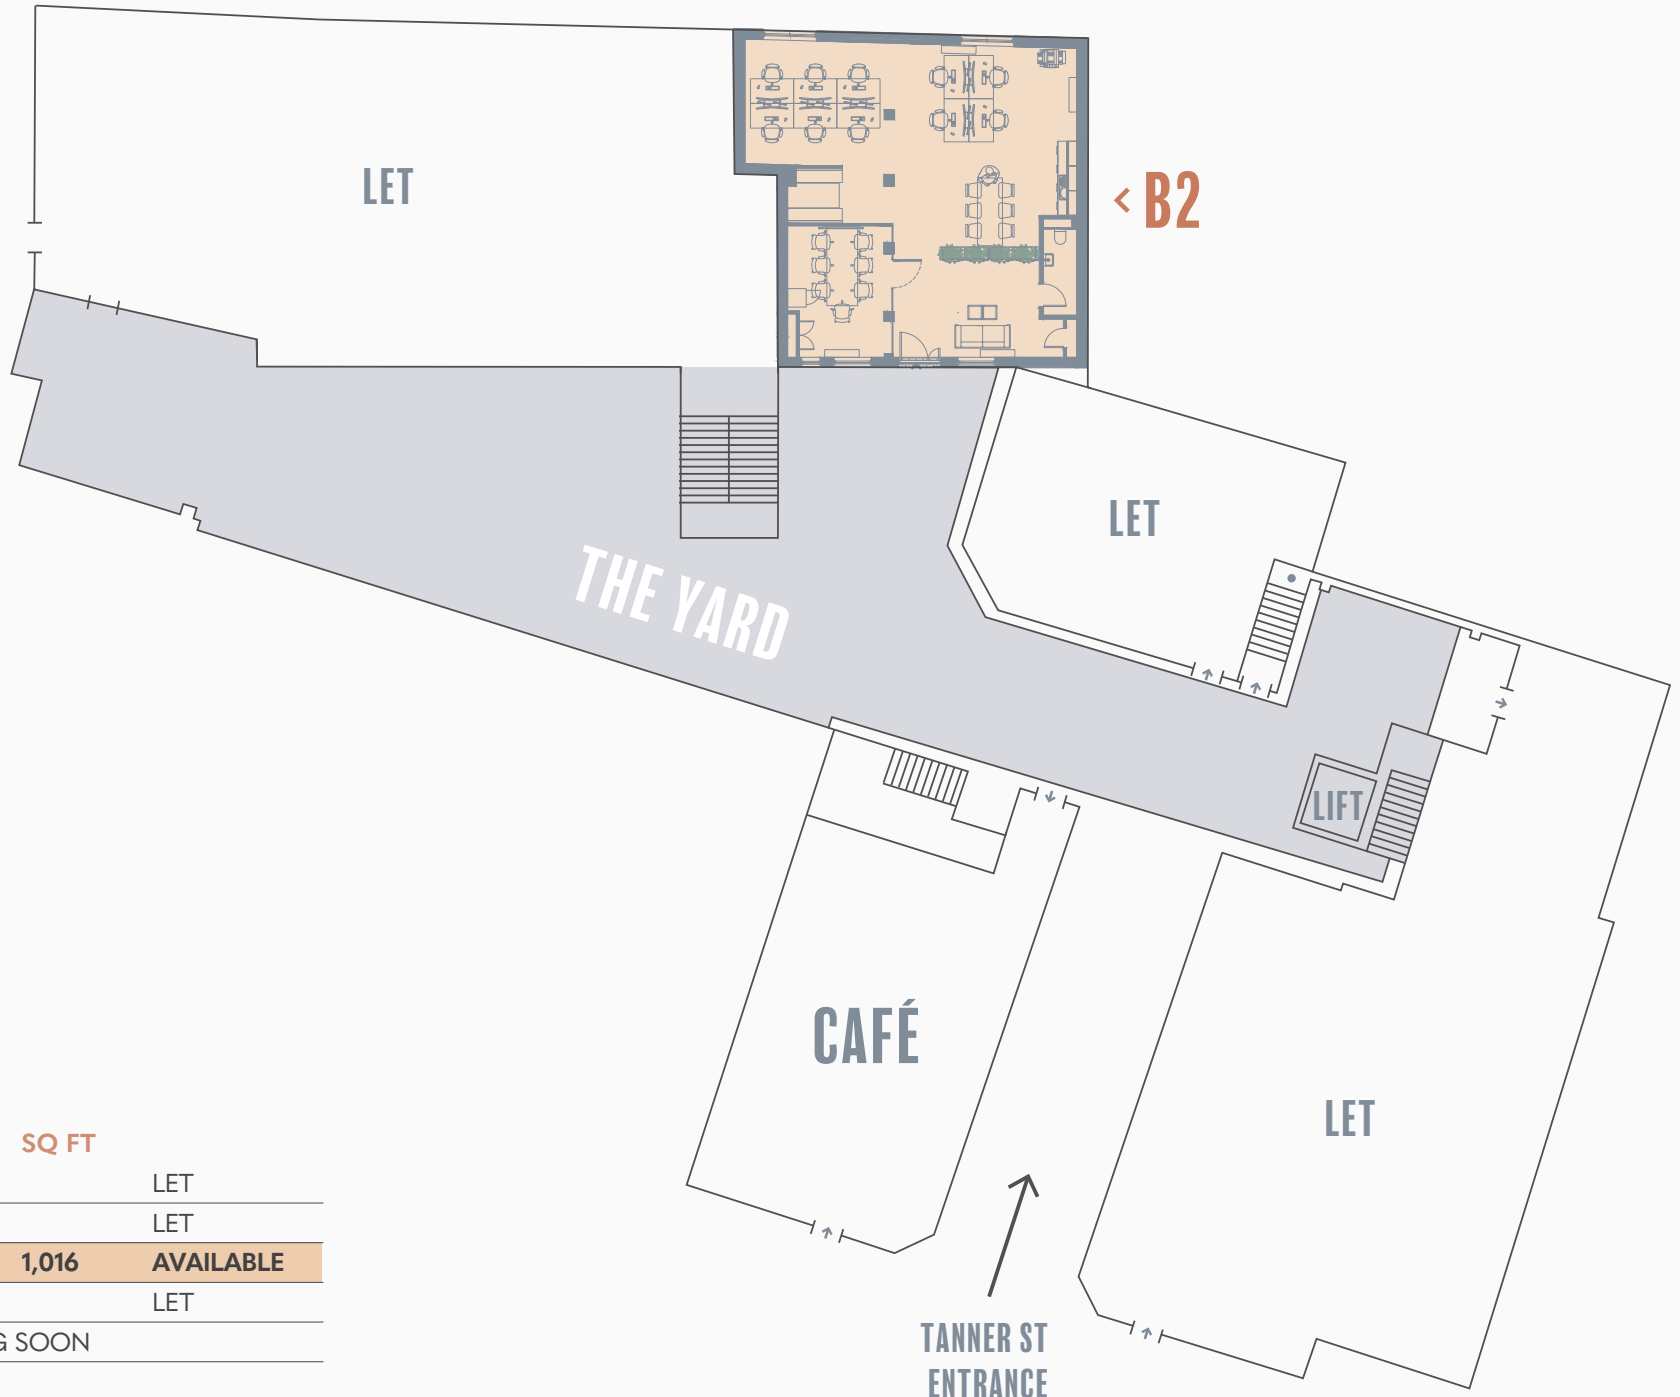 LET
< B2
LET
THE YARD
LIFT
CAFÉ
LET
SQ FT
LET
LET
1,016 AVAILABLE
LET
G SOON
TANNER ST
ENTRANCE